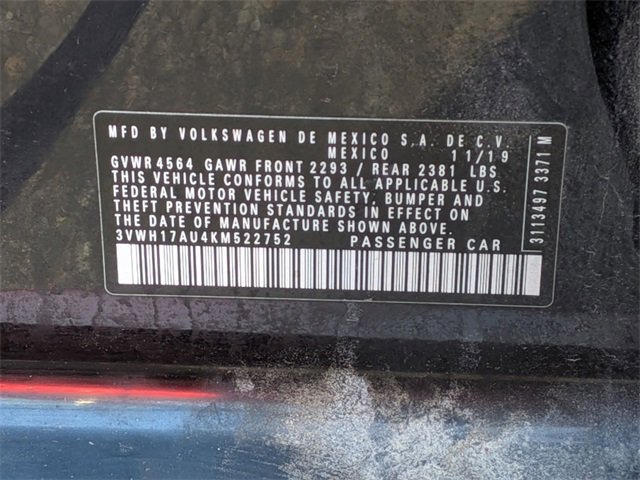 MFD BY VOLKSWAGEN DE MEXICO S.A. DE C.V.
MEXICO 11/19
GVWR 4564 GAWR FRONT 2293 / REAR 2381 LBS
THIS VEHICLE CONFORMS TO ALL APPLICABLE U.S.
FEDERAL MOTOR VEHICLE SAFETY, BUMPER AND
THEFT PREVENTION STANDARDS IN EFFECT ON
THE DATE OF MANUFACTURE SHOWN ABOVE.
3VWH17AU4KM522752 PASSENGER CAR
3113497 3371 M